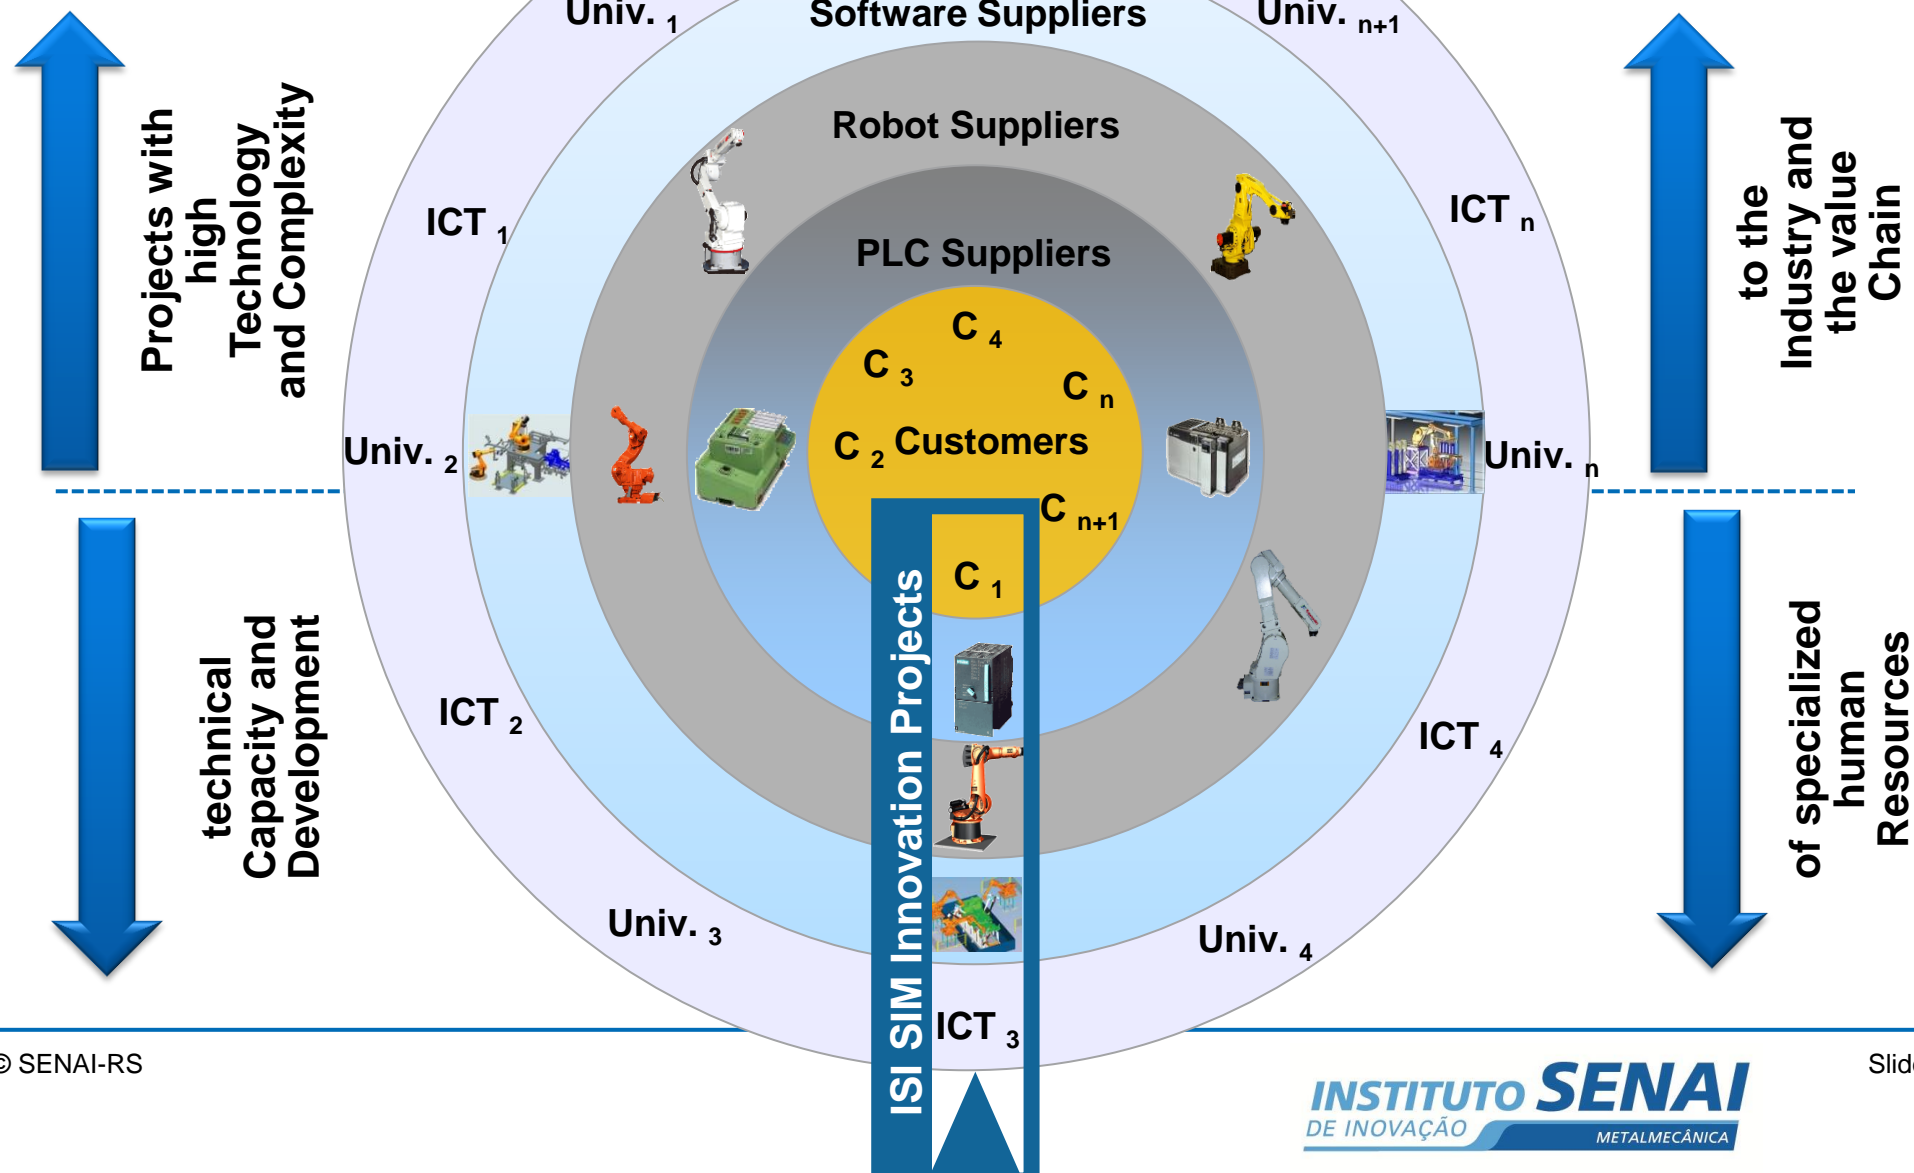 Univ. 1
Software Suppliers
Univ. n+1
Robot Suppliers
Projects with
high
Technology
and Complexity
to the
Industry and
the value
Chain
ICT 1
ICT n
PLC Suppliers
C 4
C 3
C n
C 2 Customers
Univ. 2
Univ. n
C n+1
C 1
ISI SIM Innovation Projects
technical
Capacity and
Development
of specialized
human
Resources
ICT 2
ICT 4
Univ. 3
Univ. 4
ICT 3
© SENAI-RS
INSTITUTO SENAI
DE INOVAÇÃO
METALMECÂNICA